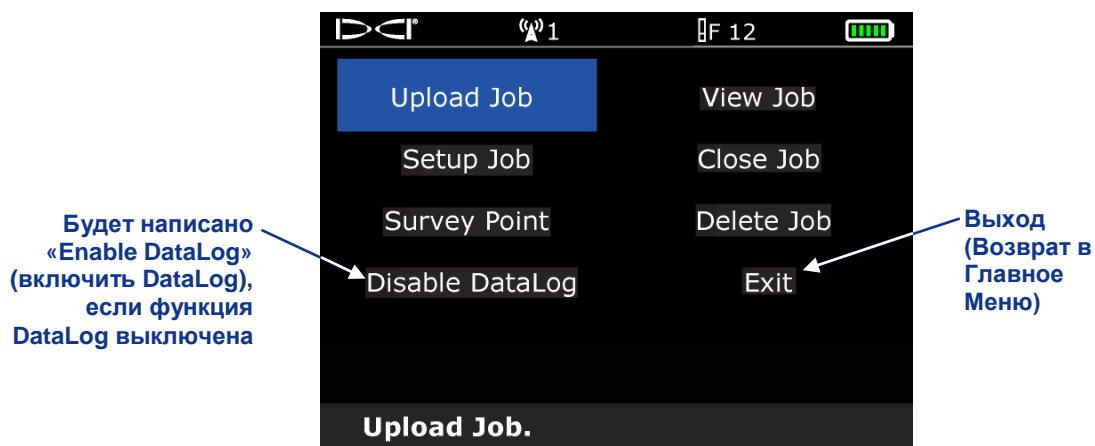 DCI 1 F 12
Upload Job View Job
Setup Job Close Job
Survey Point Delete Job
Disable DataLog Exit
Upload Job.
Будет написано
«Enable DataLog»
(включить DataLog),
если функция
DataLog выключена
Выход
(Возврат в
Главное
Меню)